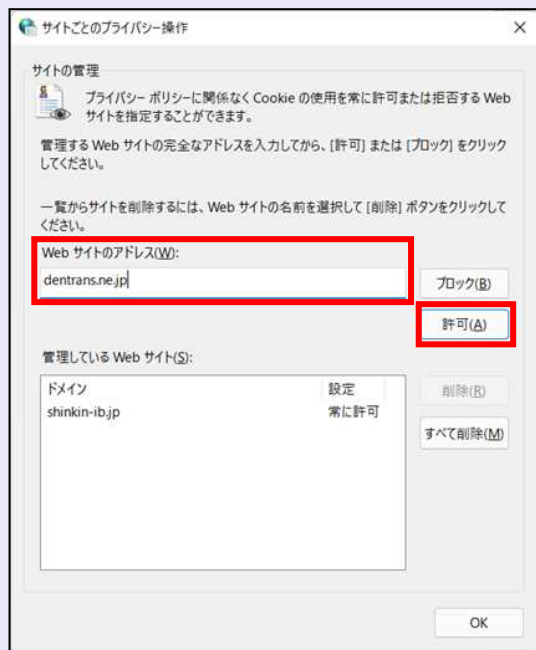 サイトごとのプライバシー操作
サイトの管理
プライバシー ポリシーに関係なく Cookie の使用を常に許可または拒否する Web
サイトを指定することができます。
管理する Web サイトの完全なアドレスを入力してから、[許可] または [ブロック] をクリック
してください。
一覧からサイトを削除するには、Web サイトの名前を選択して [削除] ボタンをクリックして
ください。
Web サイトのアドレス(W):
dentrans.ne.jp
ブロック(B)
許可(A)
管理している Web サイト(S):
ドメイン 設定
削除(R)
shinkin-ib.jp 常に許可
すべて削除(M)
OK